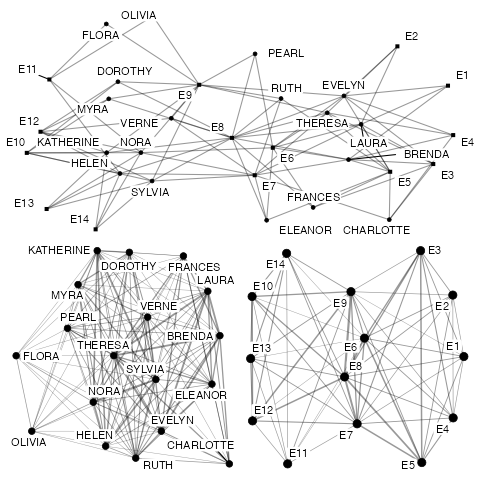 OLIVIA
FLORA
E2
PEARL
E11
DOROTHY
E9
RUTH
EVELYN
E1
MYRA
E12
VERNE
E8
THERESA
E10
KATHERINE
NORA
LAURA
E4
HELEN
E6
BRENDA
E7
E5
E3
SYLVIA
FRANCES
E13
E14
ELEANOR
CHARLOTTE
KATHERINE
DOROTHY
FRANCES
LAURA
MYRA
VERNE
PEARL
BRENDA
THERESA
FLORA
SYLVIA
NORA
ELEANOR
EVELYN
OLIVIA
HELEN
CHARLOTTE
RUTH
E3
E14
E10
E9
E2
E13
E6
E1
E8
E12
E7
E4
E11
E5